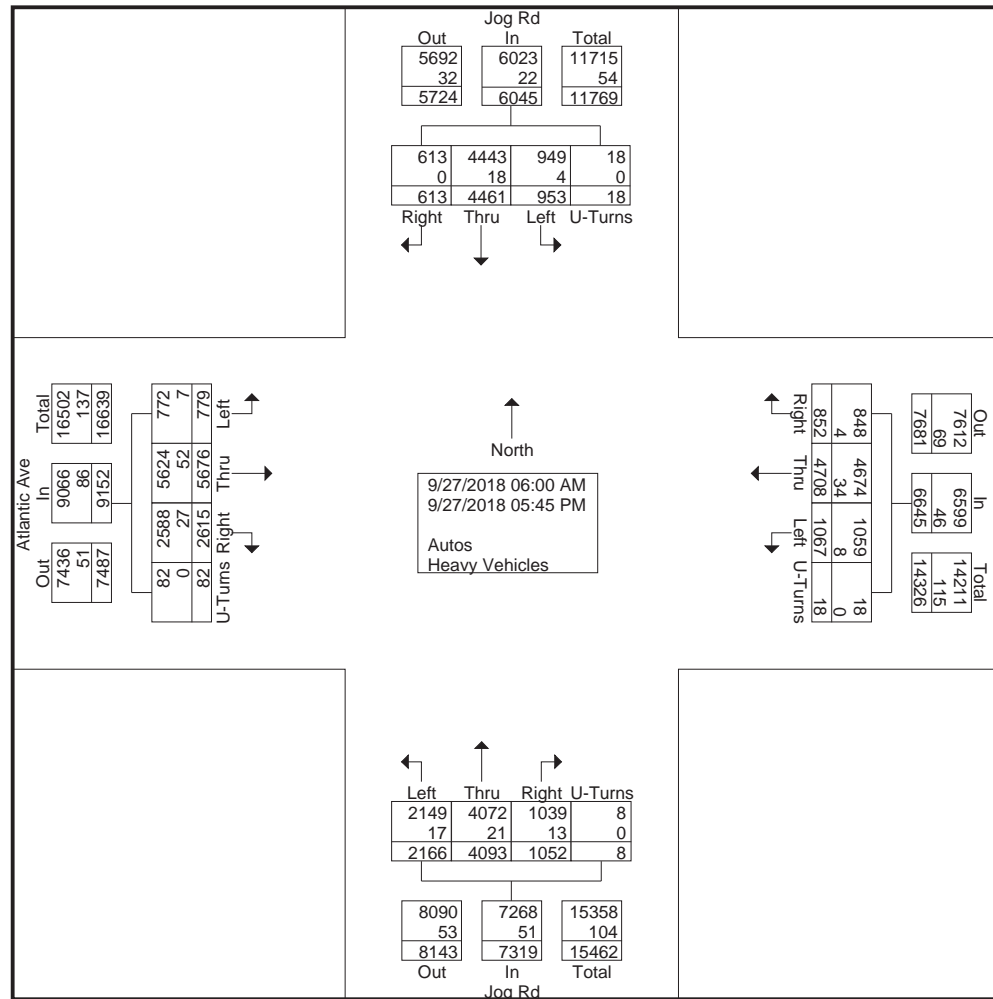 Jog Rd
Out In Total
5692 6023 11715
32 22 54
5724 6045 11769
613 4443 949 18
0 18 4 0
613 4461 953 18
Right Thru Left U-Turns
Atlantic Ave
Total In Out
16502 9066 7436
137 86 51
16639 9152 7487
772 5624 2588 82
7 52 27 0
779 5676 2615 82
Left Thru Right U-Turns
North
9/27/2018 06:00 AM
9/27/2018 05:45 PM
Autos
Heavy Vehicles
Right Thru Left U-Turns
848 4674 1059 18
4 34 8 0
852 4708 1067 18
Out In Total
7612 6599 14211
69 46 115
7681 6645 14326
Left Thru Right U-Turns
2149 4072 1039 8
17 21 13 0
2166 4093 1052 8
8090 7268 15358
53 51 104
8143 7319 15462
Out In Total
Jog Rd